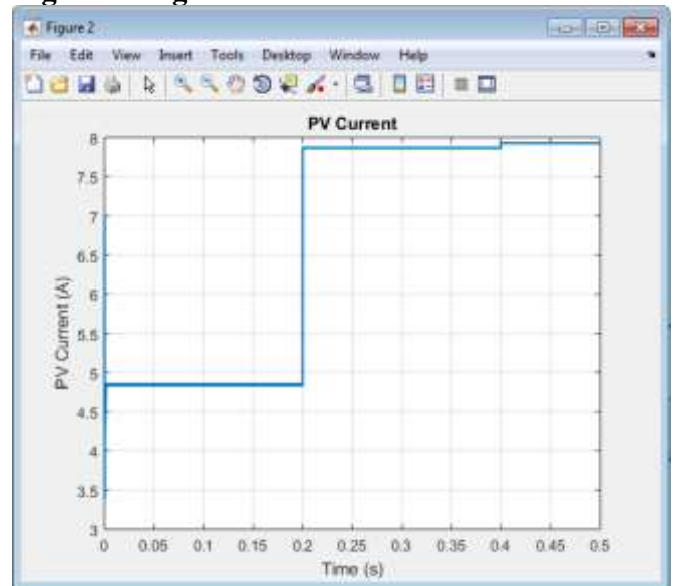 Figure 2
File Edit View Insert Tools Desktop Window Help
PV Current
8
7.5
7
6.5
6
5.5
5
4.5
4
3.5
3
PV Current (A)
0 0.05 0.1 0.15 0.2 0.25 0.3 0.35 0.4 0.45 0.5
Time (s)